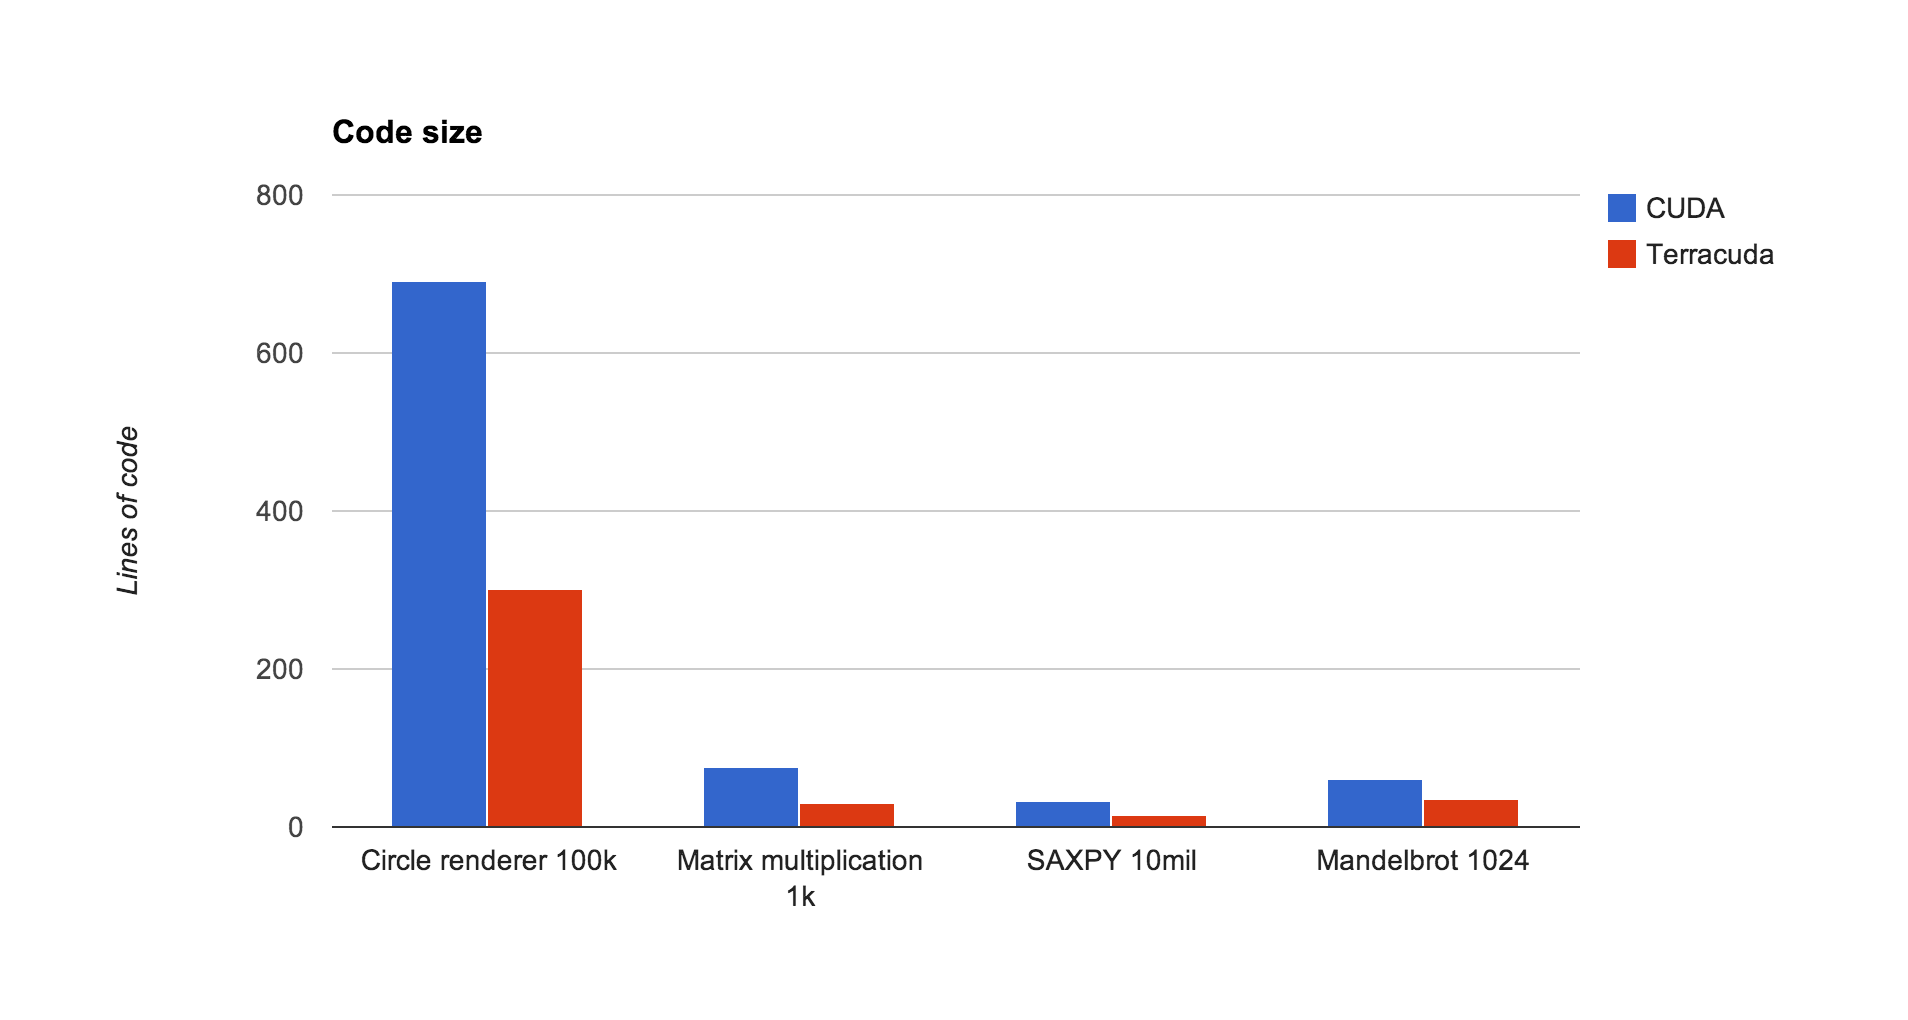 Code size
800
600
400
200
0
Lines of code
Circle renderer 100k
Matrix multiplication
1k
SAXPY 10mil
Mandelbrot 1024
CUDA
Terracuda